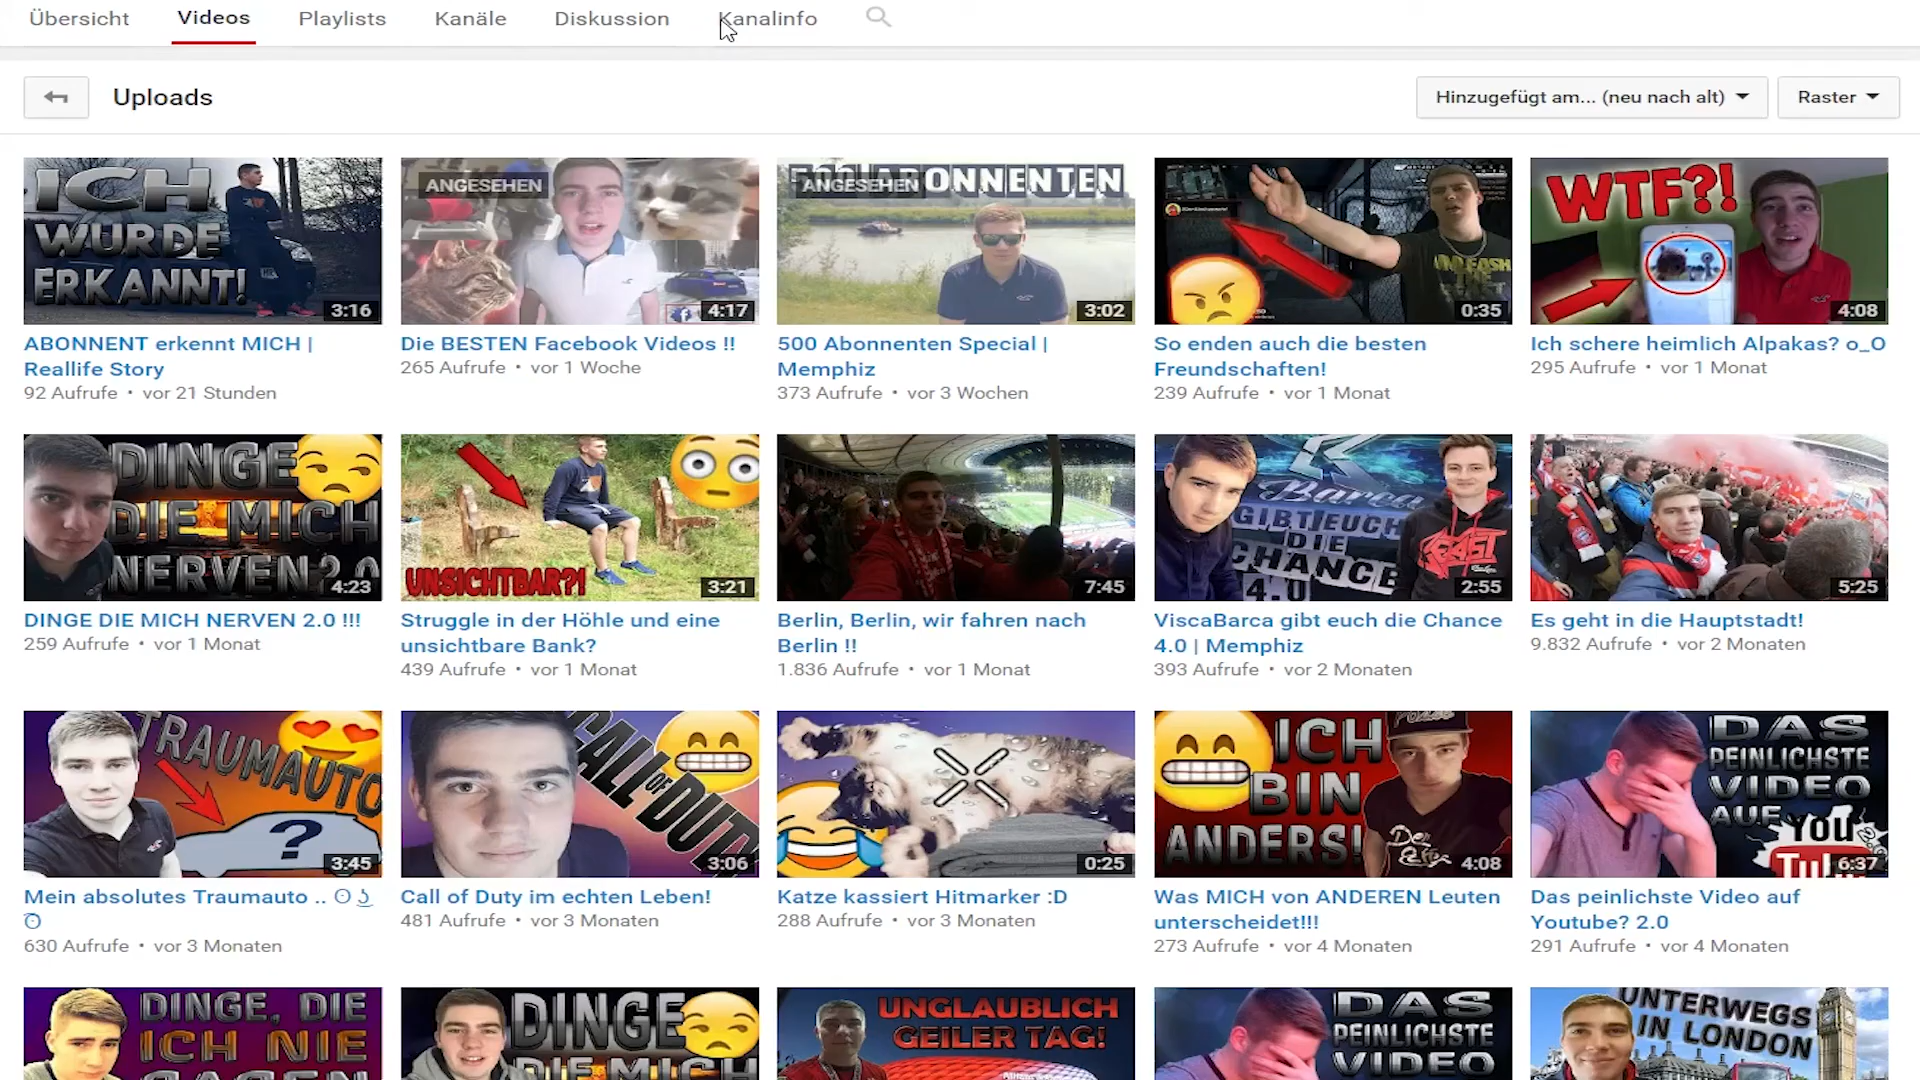 Übersicht
Videos
Playlists
Kanäle
Diskussion
Kanalinfo
Uploads
Hinzugefügt am... (neu nach alt)
Raster
ICH
WURDE
ERKANNT!
3:16
ANGESEHEN
4:17
ANGESEHEN
ONNENTEN
3:02
UNLEASH
THE
0:35
WTF?!
4:08
ABONNENT erkennt MICH |
Reallife Story
92 Aufrufe • vor 21 Stunden
Die BESTEN Facebook Videos !!
265 Aufrufe • vor 1 Woche
500 Abonnenten Special |
Memphiz
373 Aufrufe • vor 3 Wochen
So enden auch die besten
Freundschaften!
239 Aufrufe • vor 1 Monat
Ich schere heimlich Alpakas? o_O
295 Aufrufe • vor 1 Monat
DINGE
DIE MICH
NERVEN 2.0
4:23
UNSICHTBAR?!
3:21
7:45
Barca
GIBT EUCH
DIE
CHANCE
4.0
2:55
5:25
DINGE DIE MICH NERVEN 2.0 !!!
259 Aufrufe • vor 1 Monat
Struggle in der Höhle und eine
unsichtbare Bank?
439 Aufrufe • vor 1 Monat
Berlin, Berlin, wir fahren nach
Berlin !!
1.836 Aufrufe • vor 1 Monat
ViscaBarca gibt euch die Chance
4.0 | Memphiz
393 Aufrufe • vor 2 Monaten
Es geht in die Hauptstadt!
9.832 Aufrufe • vor 2 Monaten
TRAUMAUTO
?
3:45
CALL OF DUTY
3:06
0:25
ICH
BIN
ANDERS!
4:08
DAS
PEINLICHSTE
VIDEO
AUF
YOU
Tube
6:37
Mein absolutes Traumauto .. ʘ ͜ʖ
ʘ
630 Aufrufe • vor 3 Monaten
Call of Duty im echten Leben!
481 Aufrufe • vor 3 Monaten
Katze kassiert Hitmarker :D
288 Aufrufe • vor 3 Monaten
Was MICH von ANDEREN Leuten
unterscheidet!!!
273 Aufrufe • vor 4 Monaten
Das peinlichste Video auf
Youtube? 2.0
291 Aufrufe • vor 4 Monaten
DINGE, DIE
ICH NIE
SAGEN
DINGE
DIE MICH
UNGLAUBLICH
GEILER TAG!
Allianz
DAS
PEINLICHSTE
VIDEO
UNTERWEGS
IN LONDON